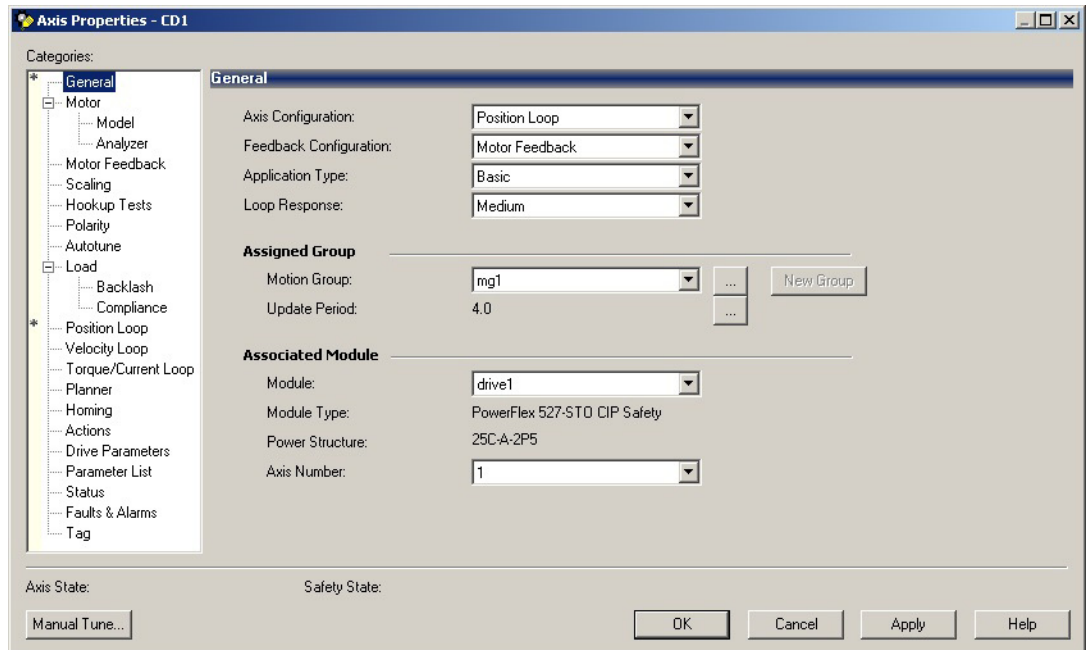 Axis Properties - CD1
Categories:
* General
Motor
Model
Analyzer
Motor Feedback
Scaling
Hookup Tests
Polarity
Autotune
Load
Backlash
Compliance
* Position Loop
Velocity Loop
Torque/Current Loop
Planner
Homing
Actions
Drive Parameters
Parameter List
Status
Faults & Alarms
Tag
General
Axis Configuration: Position Loop
Feedback Configuration: Motor Feedback
Application Type: Basic
Loop Response: Medium
Assigned Group
Motion Group: mg1 ... New Group
Update Period: 4.0 ...
Associated Module
Module: drive1
Module Type: PowerFlex 527-STO CIP Safety
Power Structure: 25C-A-2P5
Axis Number: 1
Axis State: Safety State:
Manual Tune... OK Cancel Apply Help